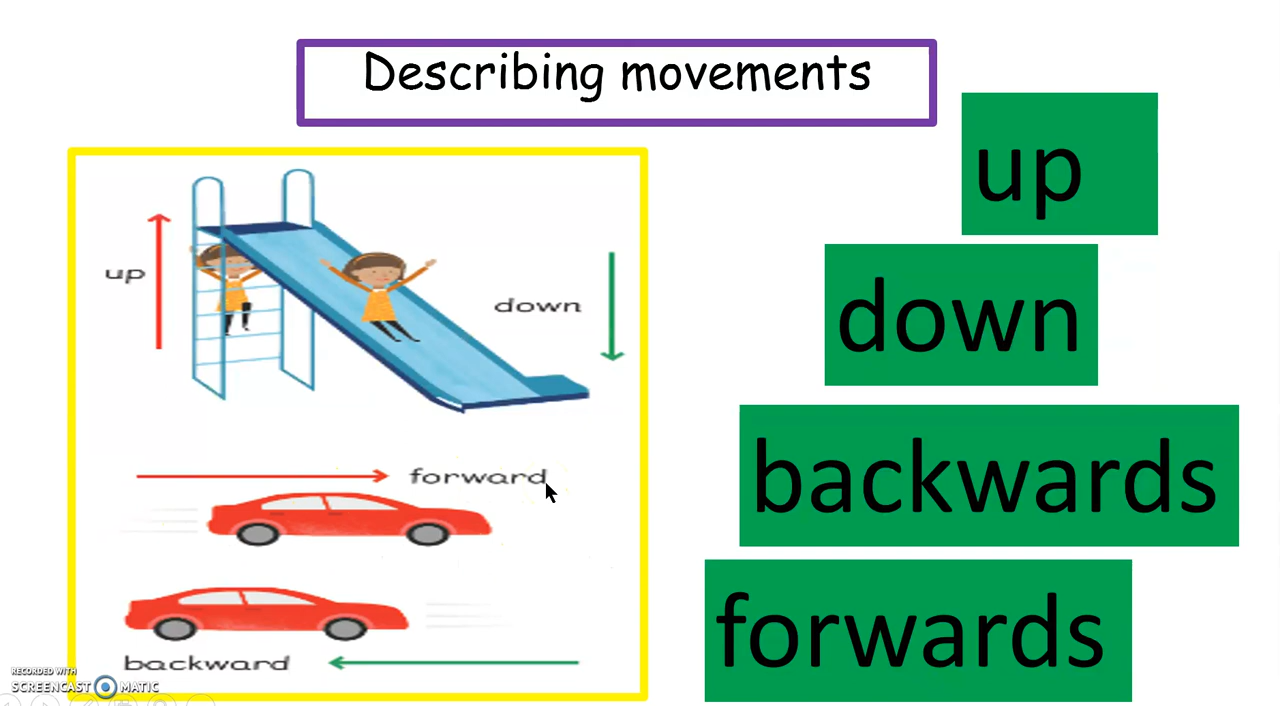 Describing movements
up
down
forward
backward
up
down
backwards
forwards
RECORDED WITH
SCREENCAST MATIC